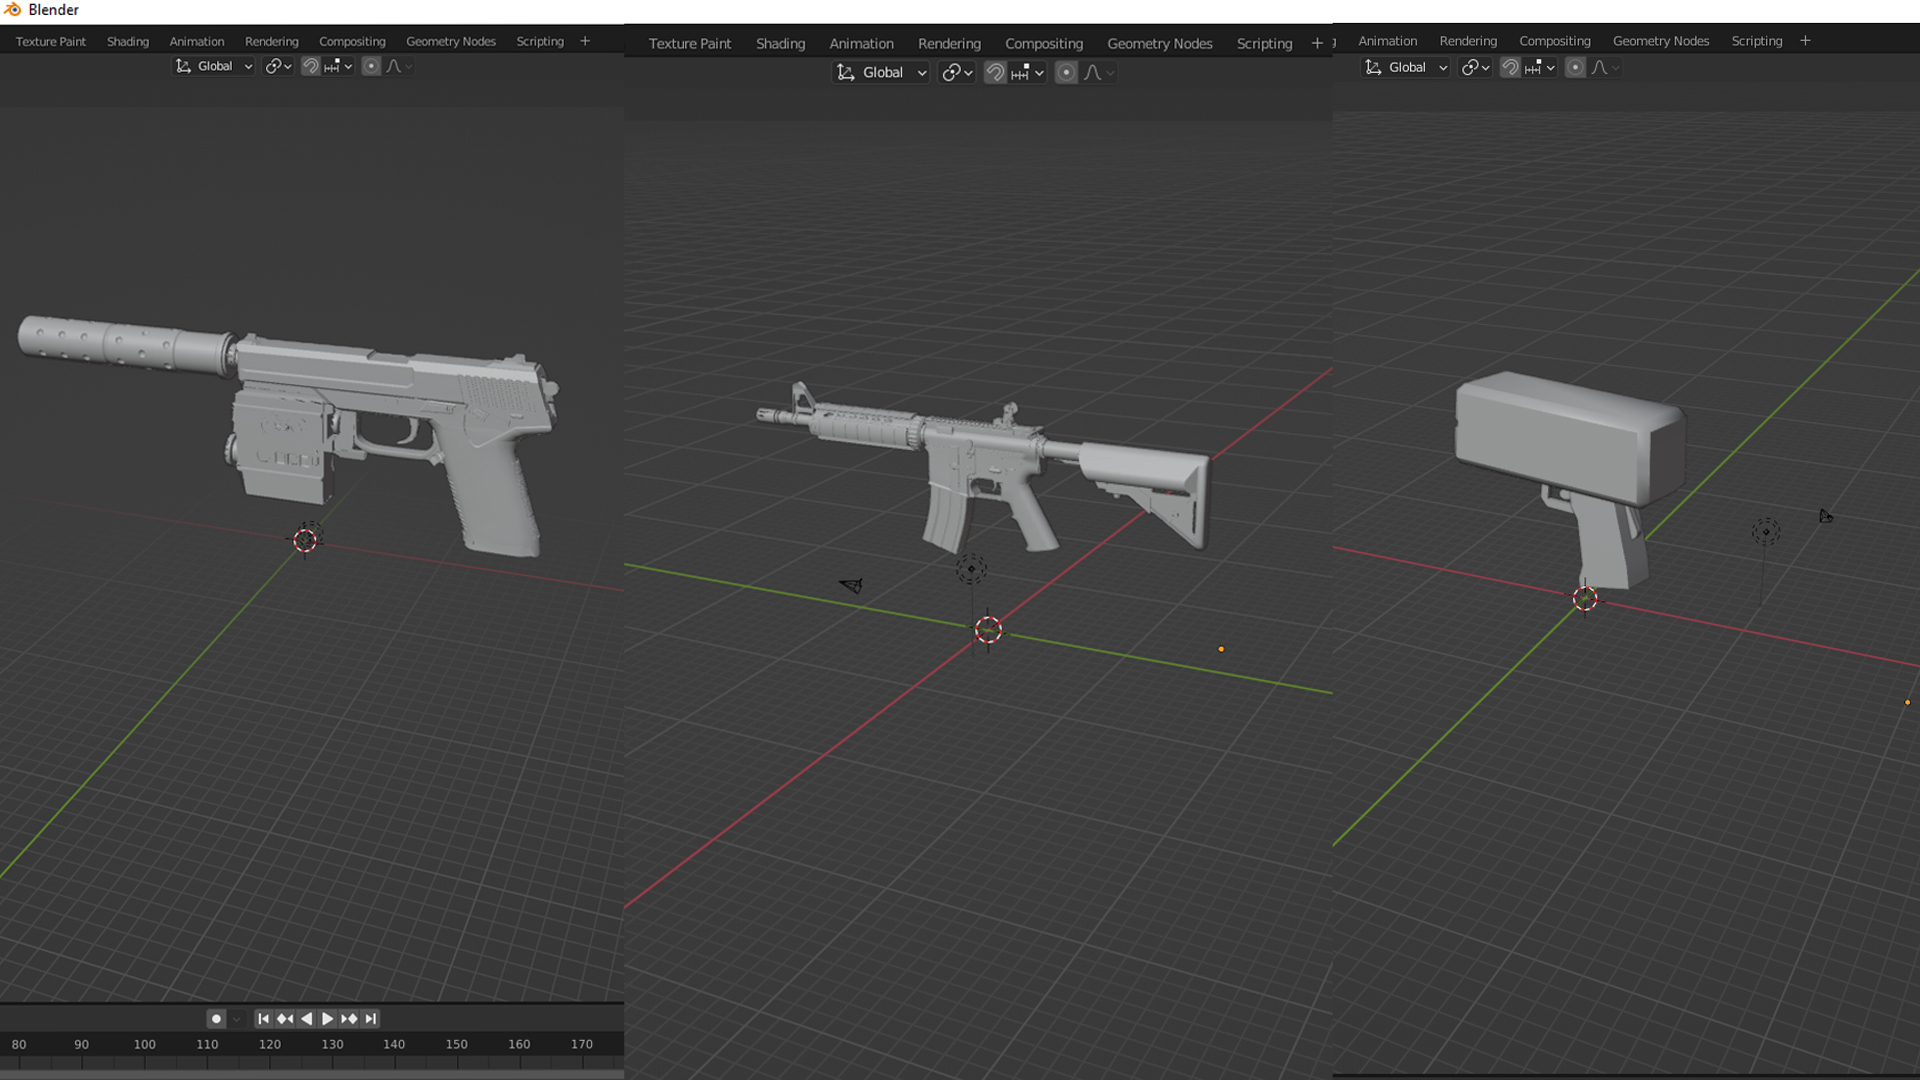 Blender
Texture Paint Shading Animation Rendering Compositing Geometry Nodes Scripting +
Global
Texture Paint Shading Animation Rendering Compositing Geometry Nodes Scripting +
Global
Animation Rendering Compositing Geometry Nodes Scripting +
Global
80 90 100 110 120 130 140 150 160 170